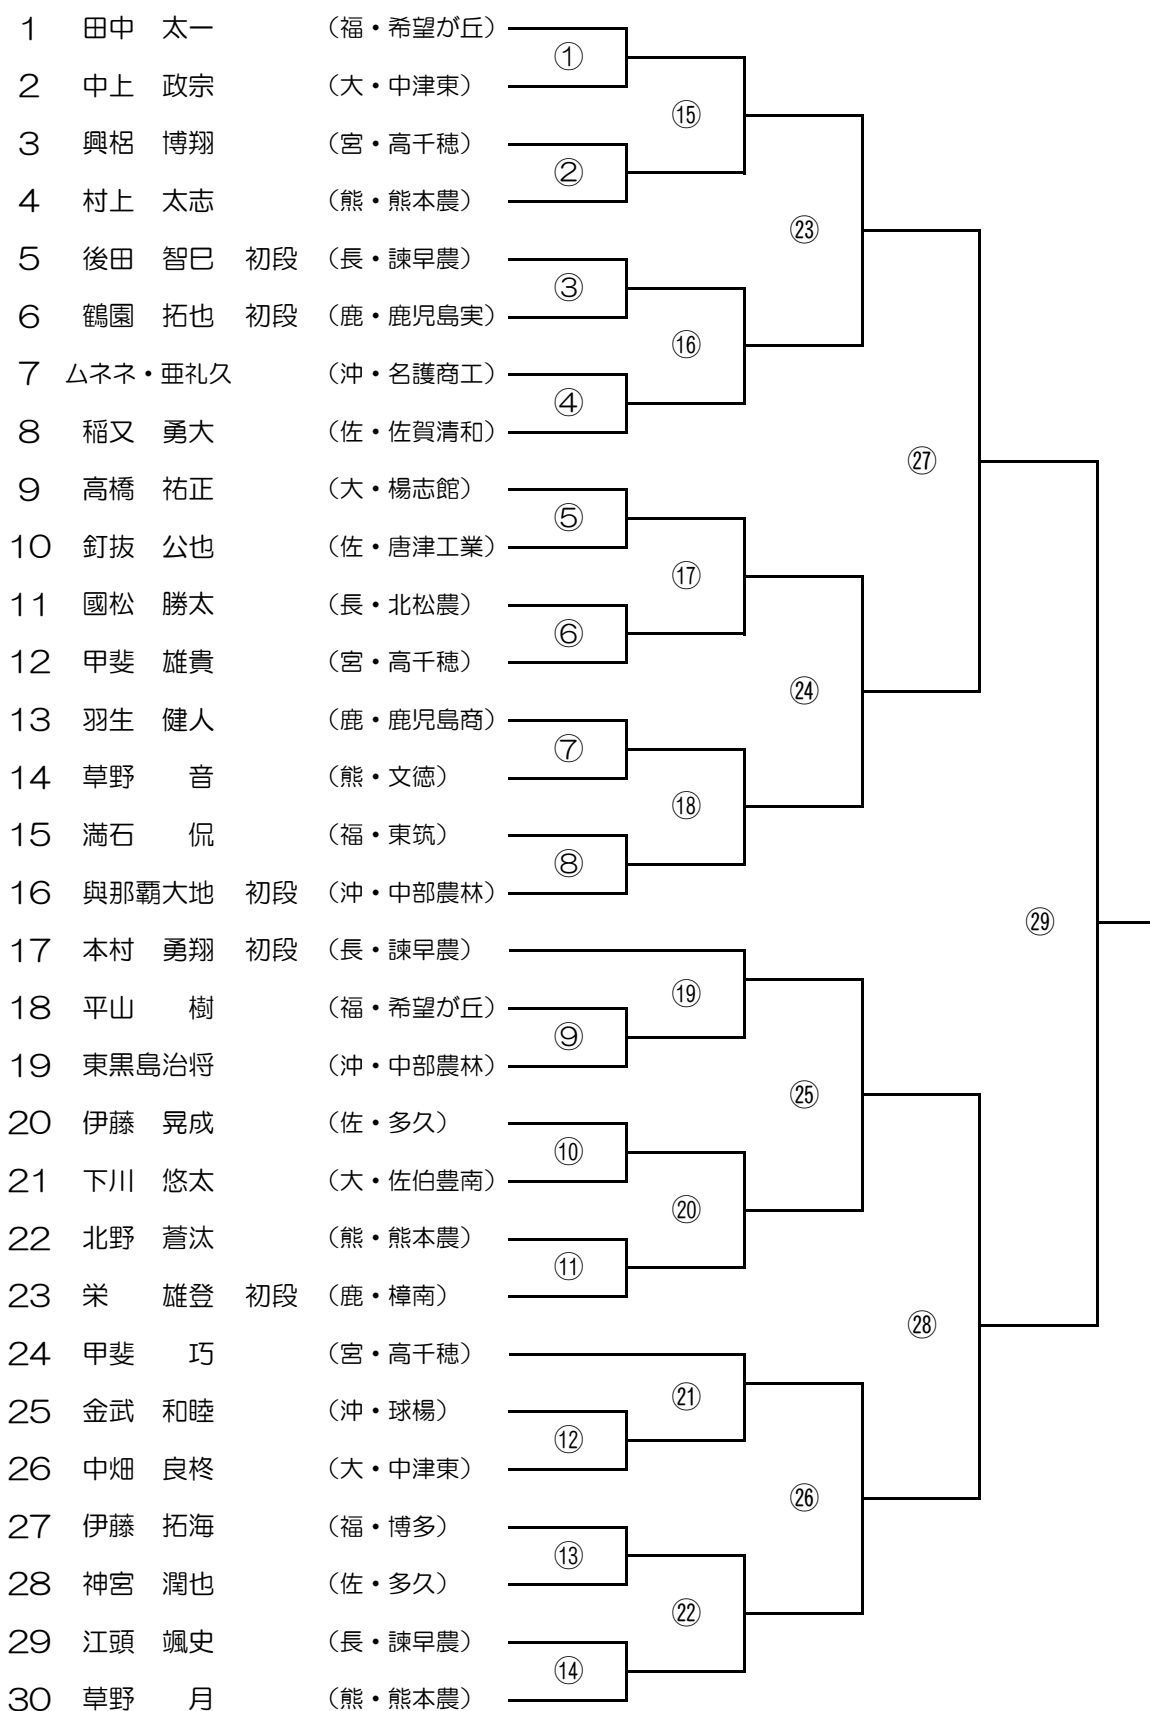 1 田中 太一 （福・希望が丘）
①
2 中上 政宗 （大・中津東）
⑮
3 興梠 博翔 （宮・高千穂）
②
4 村上 太志 （熊・熊本農）
㉓
5 後田 智巳 初段 （長・諫早農）
③
6 鶴園 拓也 初段 （鹿・鹿児島実）
⑯
7 ムネネ・亜礼久 （沖・名護商工）
④
8 稲又 勇大 （佐・佐賀清和）
㉗
9 高橋 祐正 （大・楊志館）
⑤
10 釘抜 公也 （佐・唐津工業）
⑰
11 國松 勝太 （長・北松農）
⑥
12 甲斐 雄貴 （宮・高千穂）
㉔
13 羽生 健人 （鹿・鹿児島商）
⑦
14 草野 音 （熊・文徳）
⑱
15 満石 侃 （福・東筑）
⑧
16 與那覇大地 初段 （沖・中部農林）
㉙
17 本村 勇翔 初段 （長・諫早農）
⑲
18 平山 樹 （福・希望が丘）
⑨
19 東黒島治将 （沖・中部農林）
㉕
20 伊藤 晃成 （佐・多久）
⑩
21 下川 悠太 （大・佐伯豊南）
⑳
22 北野 蒼汰 （熊・熊本農）
⑪
23 栄 雄登 初段 （鹿・樟南）
㉘
24 甲斐 巧 （宮・高千穂）
㉑
25 金武 和睦 （沖・球楊）
⑫
26 中畑 良柊 （大・中津東）
㉖
27 伊藤 拓海 （福・博多）
⑬
28 神宮 潤也 （佐・多久）
㉒
29 江頭 颯史 （長・諫早農）
⑭
30 草野 月 （熊・熊本農）